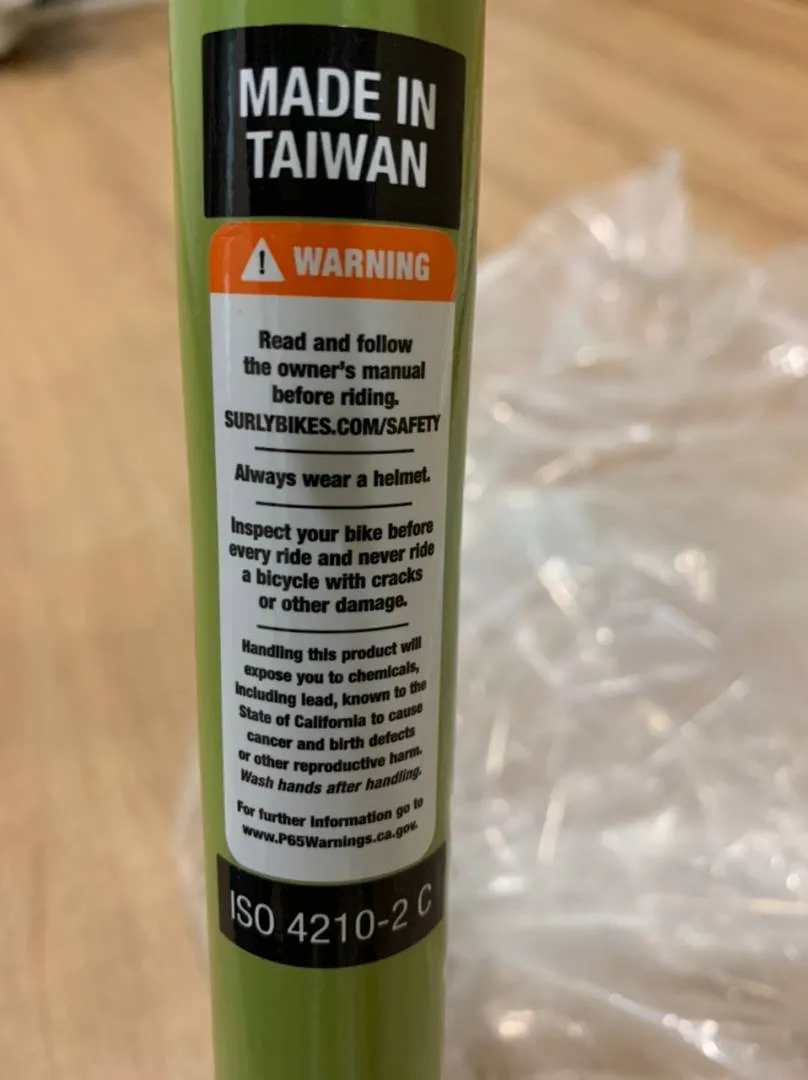 MADE IN
TAIWAN
WARNING
Read and follow
the owner's manual
before riding.
SURLYBIKES.COM/SAFETY
Always wear a helmet.
Inspect your bike before
every ride and never ride
a bicycle with cracks
or other damage.
Handling this product will
expose you to chemicals,
including lead, known to the
State of California to cause
cancer and birth defects
or other reproductive harm.
Wash hands after handling.
For further information go to
www.P65Warnings.ca.gov.
ISO 4210-2 C